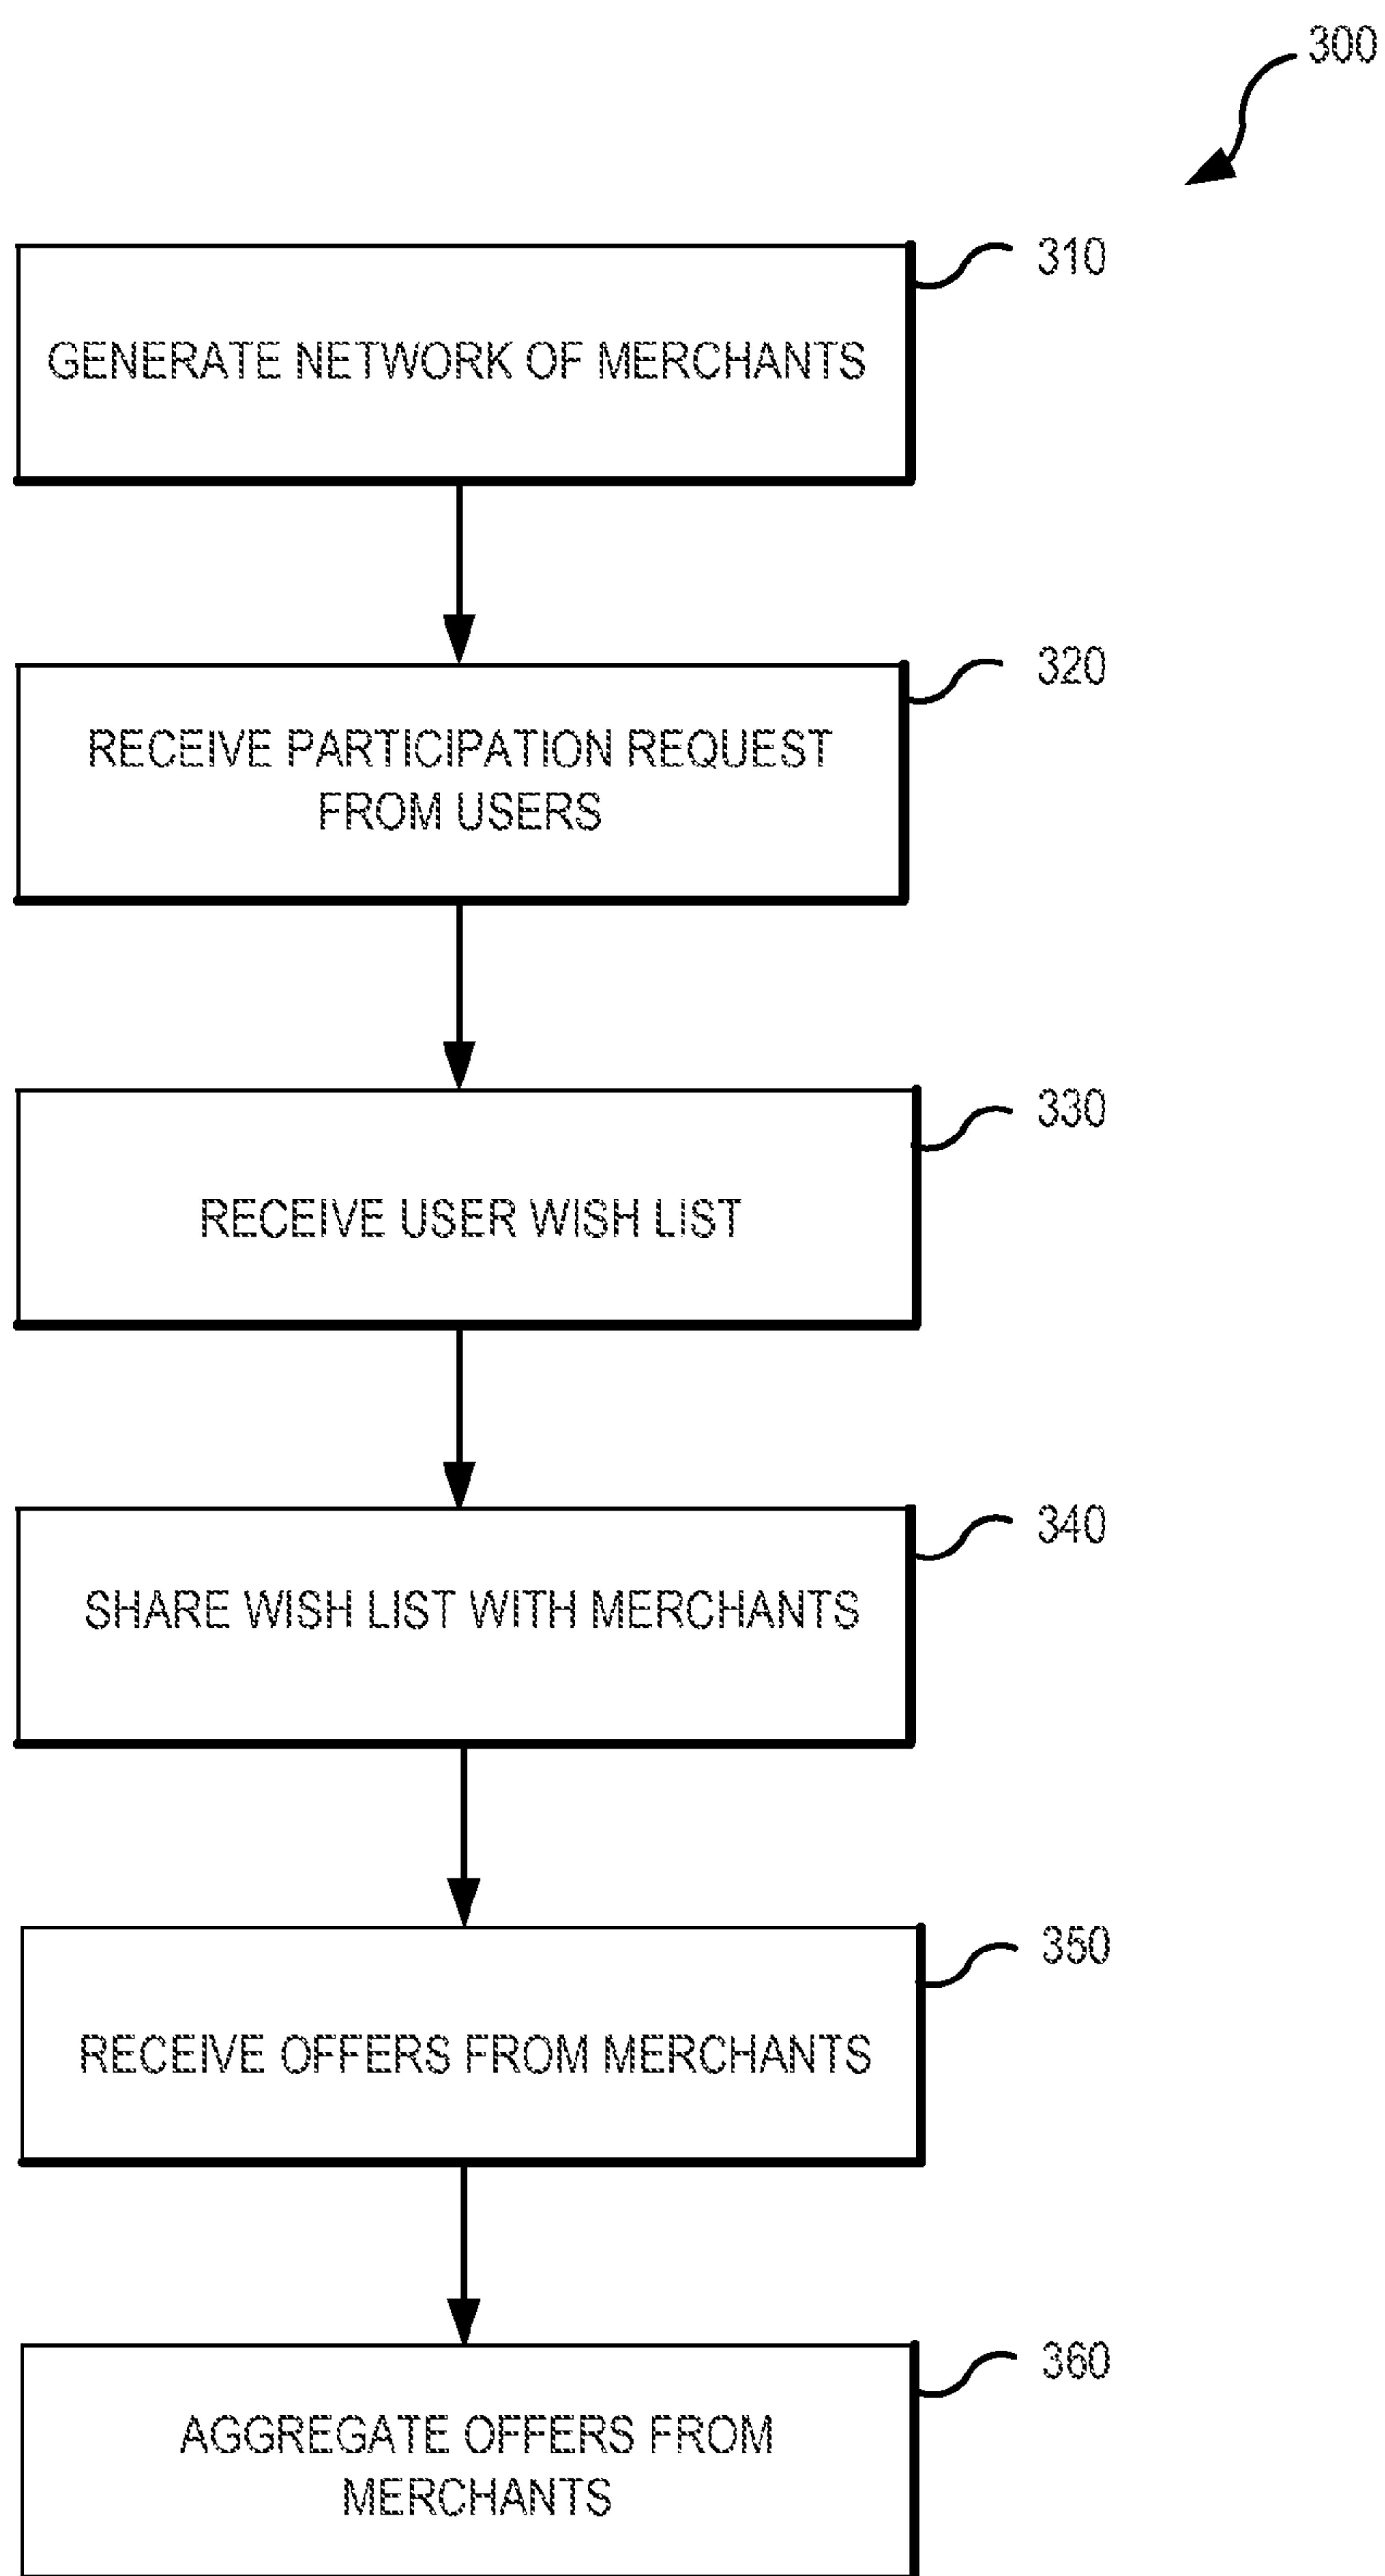 300
310
GENERATE NETWORK OF MERCHANTS
320
RECEIVE PARTICIPATION REQUEST
FROM USERS
330
RECEIVE USER WISH LIST
340
SHARE WISH LIST WITH MERCHANTS
350
RECEIVE OFFERS FROM MERCHANTS
360
AGGREGATE OFFERS FROM
MERCHANTS